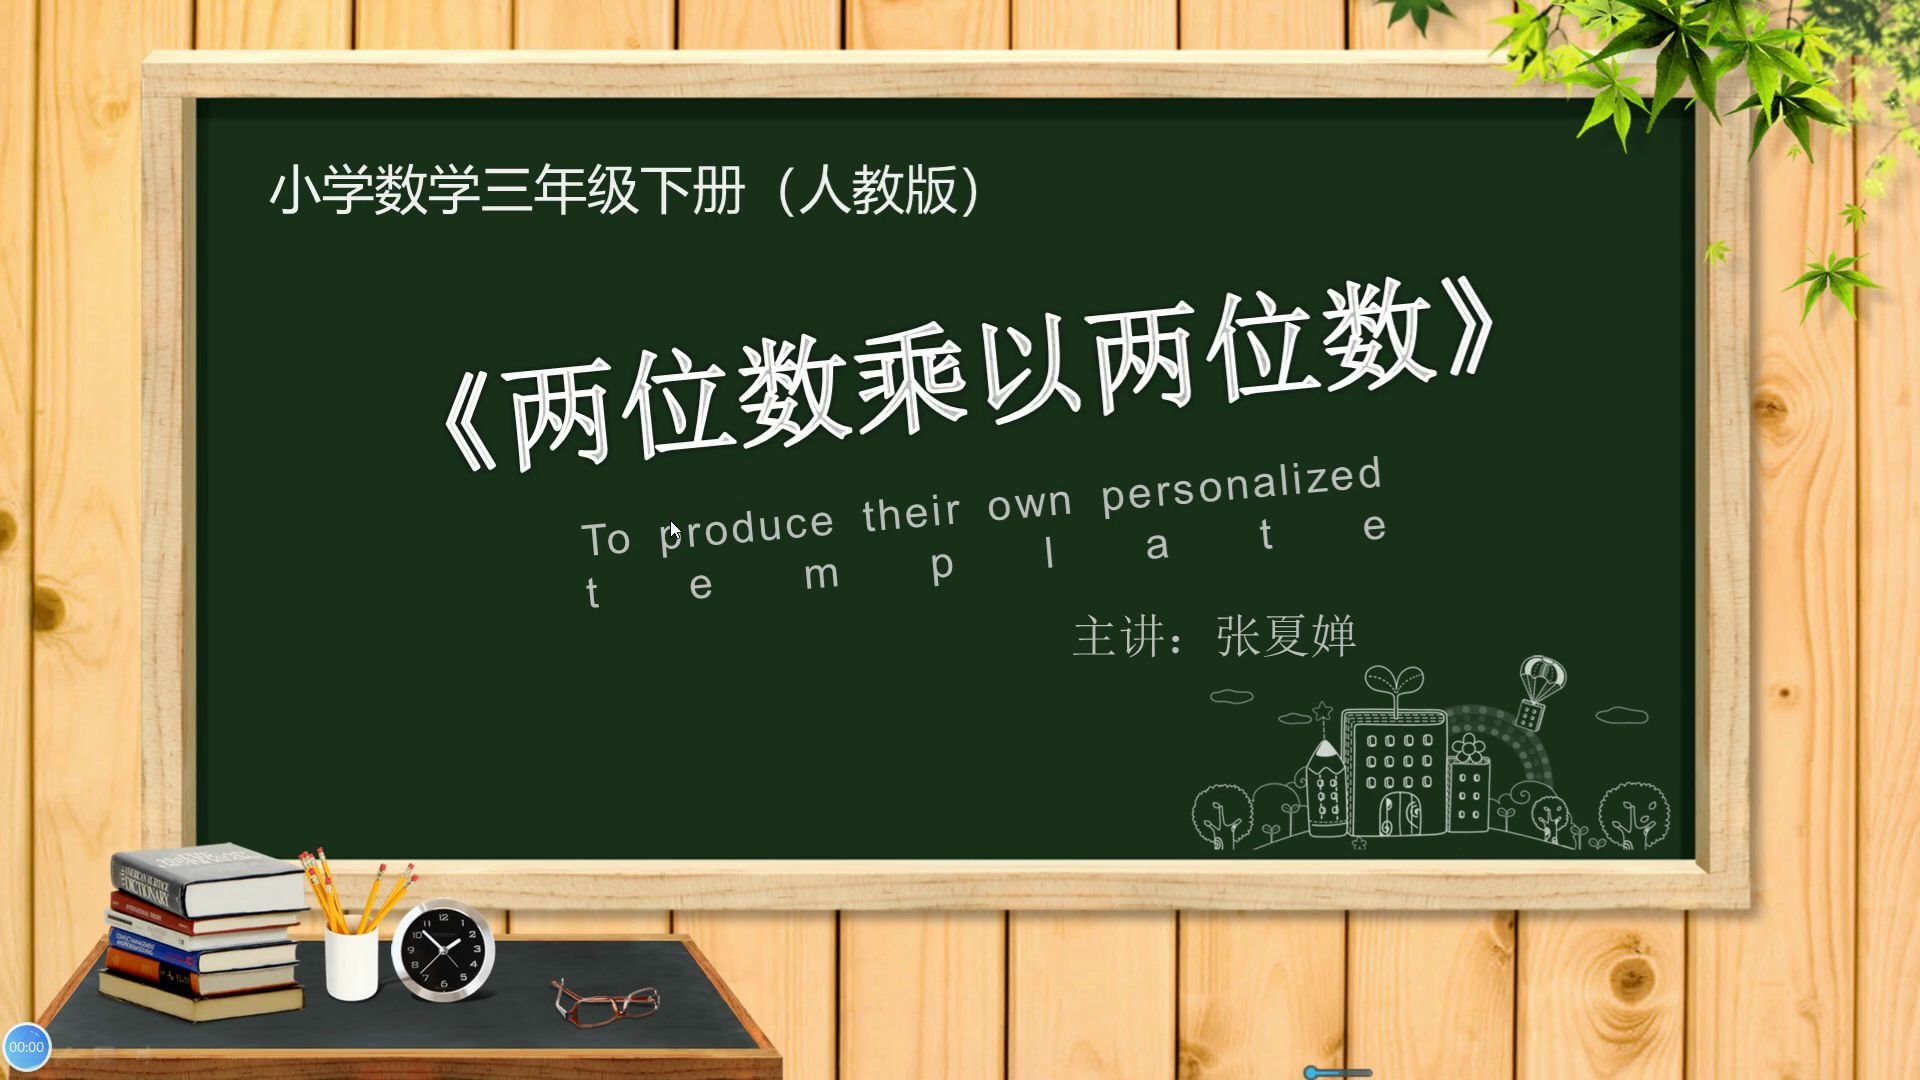 小学数学三年级下册（人教版）
《两位数乘以两位数》
To produce their own personalized
template
主讲：张夏婵
AMERICAN HERITAGE
DICTIONARY
00:00